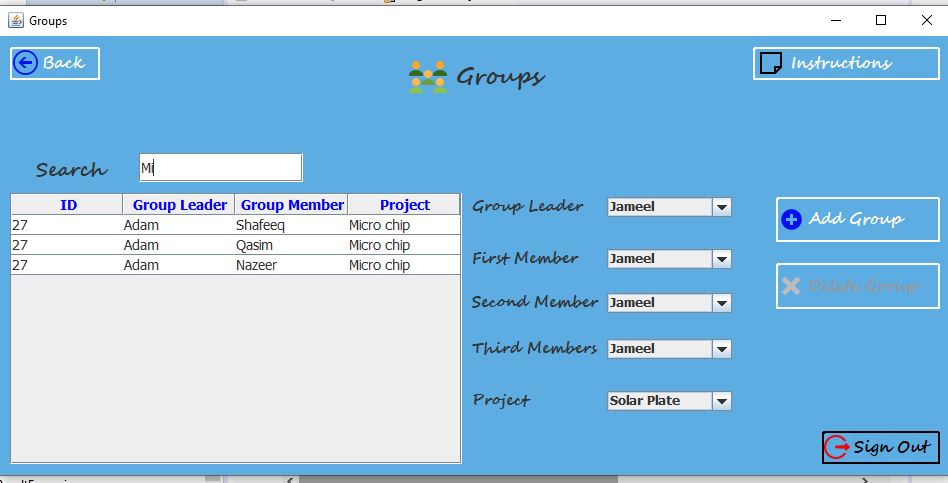 Groups
Back
Groups
Instructions
Search
Mi
ID Group Leader Group Member Project
27 Adam Shafeeq Micro chip
27 Adam Qasim Micro chip
27 Adam Nazeer Micro chip
Group Leader Jameel
First Member Jameel
Second Member Jameel
Third Members Jameel
Project Solar Plate
Add Group
Delete Group
Sign Out